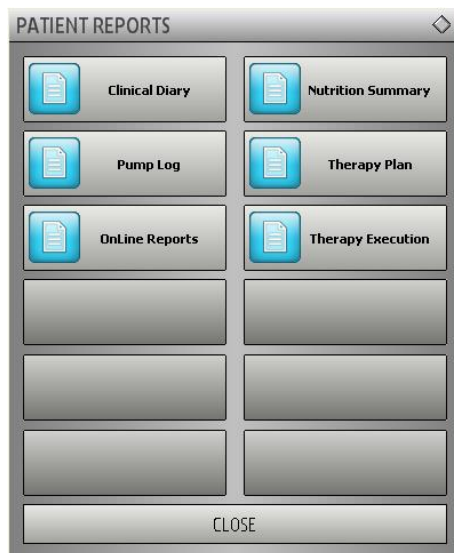 PATIENT REPORTS
Clinical Diary
Nutrition Summary
Pump Log
Therapy Plan
OnLine Reports
Therapy Execution
CLOSE